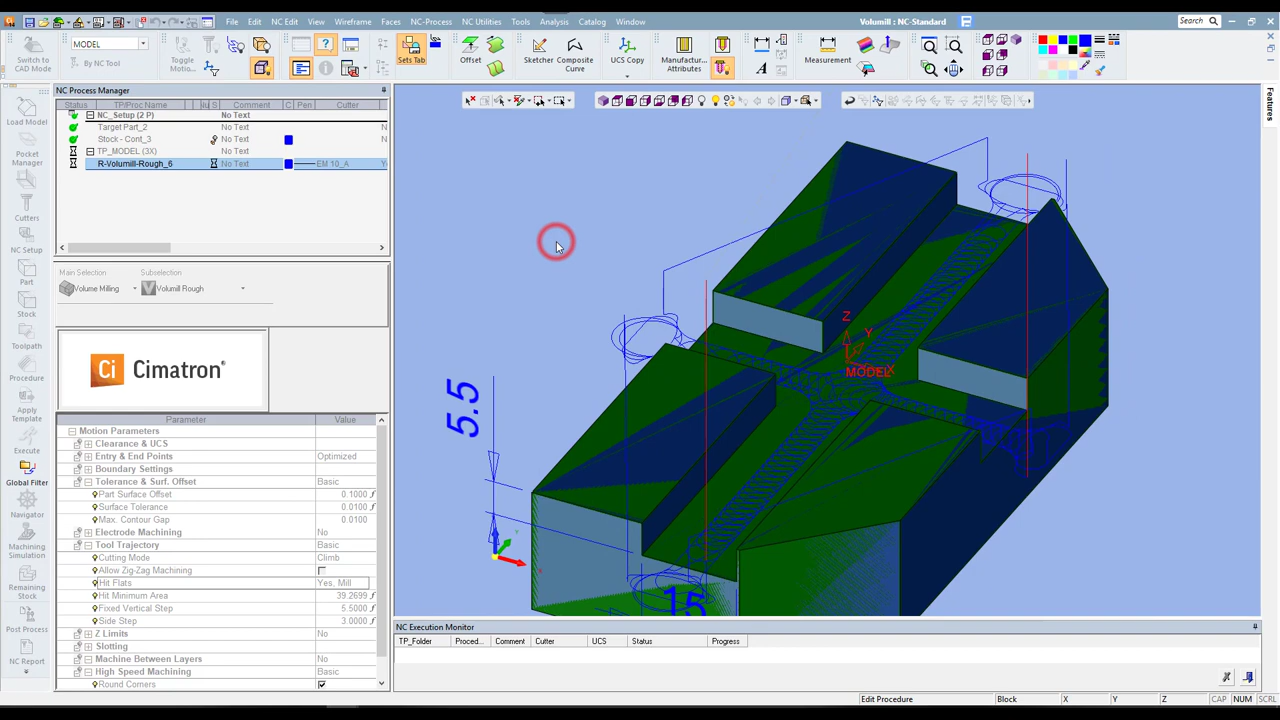 File Edit NC Edit View Wireframe Faces NC-Process NC Utilities Tools Analysis Catalog Window Volumill : NC-Standard Search
Switch to CAD Mode
MODEL
By NC Tool
Toggle Motion...
Sets Tab
Offset
Sketcher
Composite Curve
UCS Copy
Manufactur... Attributes
Measurement
NC Process Manager
Status TP/Proc Name S Comment C Pen Cutter
NC_Setup (2 P) No Text
Target Part_2 No Text N
Stock - Cont_3 No Text N
TP_MODEL (3X) No Text
R-Volumill-Rough_6 No Text EM 10_A
Load Model
Pocket Manager
Cutters
NC Setup
Part
Stock
Toolpath
Procedure
Apply Template
Execute
Global Filter
Navigator
Machining Simulation
Remaining Stock
Post Process
NC Report
Main Selection Subselection
Volume Milling Volumill Rough
Ci Cimatron®
Parameter Value
Motion Parameters
Clearance & UCS
Entry & End Points Optimized
Boundary Settings
Tolerance & Surf. Offset Basic
Part Surface Offset 0.1000 f
Surface Tolerance 0.0100 f
Max. Contour Gap 0.0100
Electrode Machining No
Tool Trajectory Basic
Cutting Mode Climb
Allow Zig-Zag Machining
Hit Flats Yes, Mill
Hit Minimum Area 39.2699 f
Fixed Vertical Step 5.5000 f
Side Step 3.0000 f
Z Limits No
Slotting
Machine Between Layers No
High Speed Machining Basic
Round Corners
Features
5.5
15
Z
Y
X
MODEL
NC Execution Monitor
TP_Folder Proced... Comment Cutter UCS Status Progress
Edit Procedure Block X Y Z CAP NUM SCRL